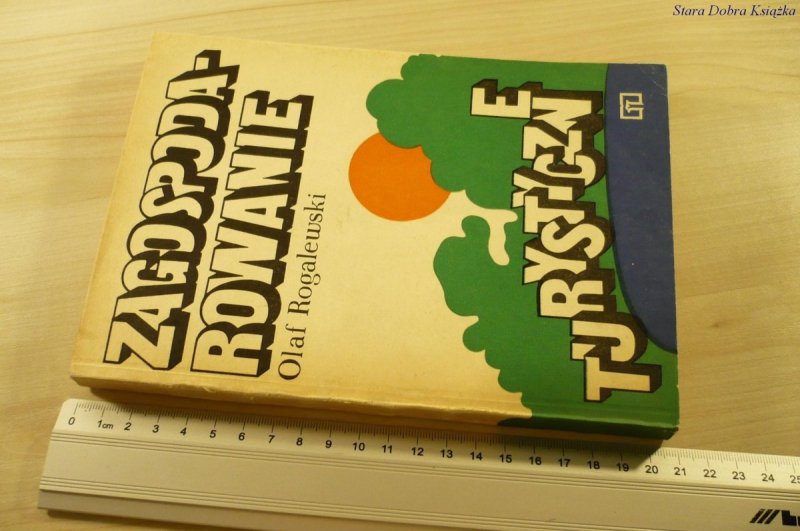 Stara Dobra Książka
ZAGOSPODA-
ROWANIE
Olaf Rogalewski
TURYSTYCZNE
0 1cm 2 3 4 5 6 7 8 9 10 11 12 13 14 15 16 17 18 19 20 21 22 23 24 25